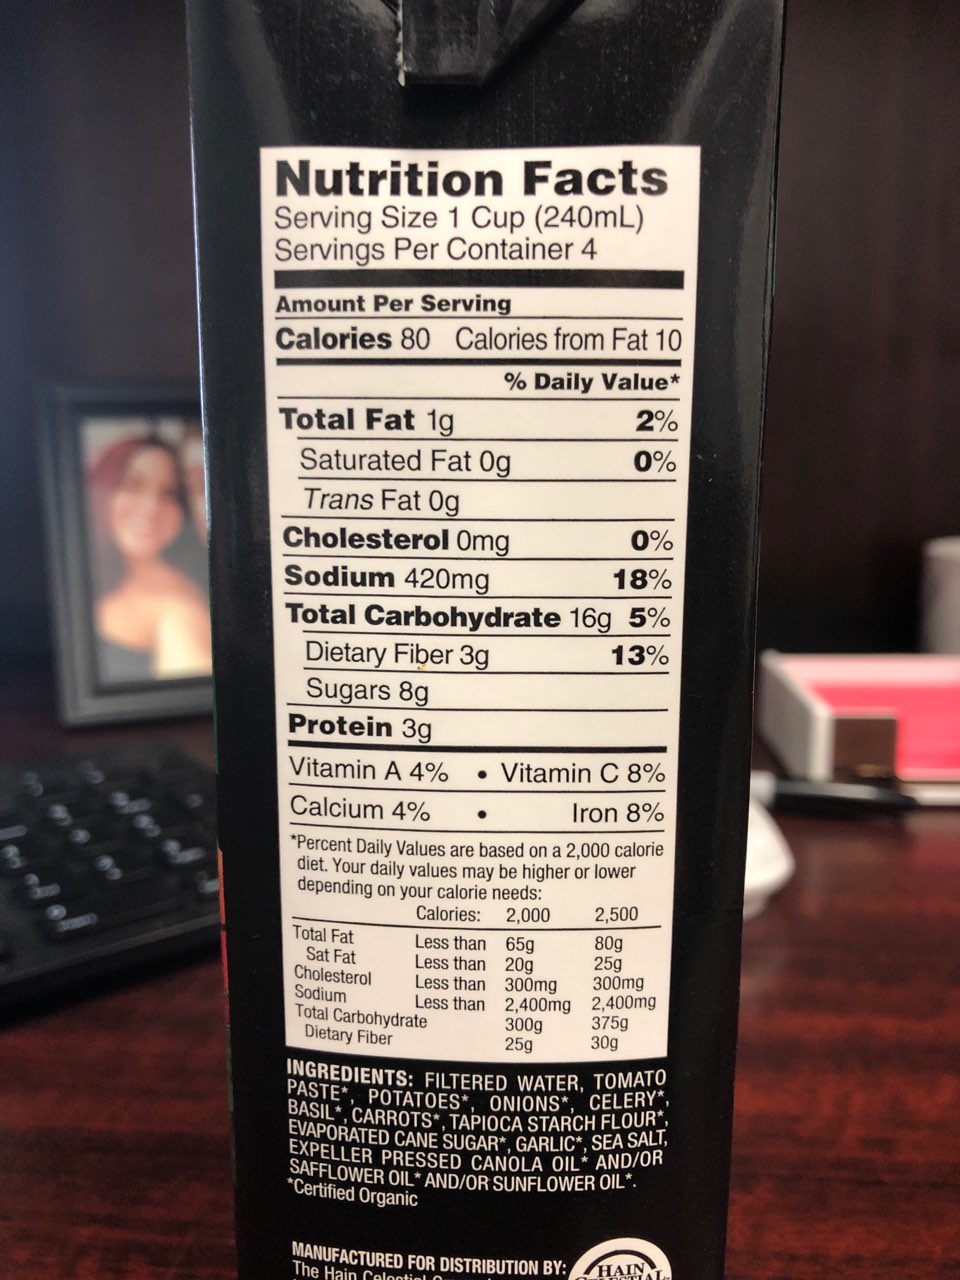 Nutrition Facts
Serving Size 1 Cup (240mL)
Servings Per Container 4
Amount Per Serving
Calories 80 Calories from Fat 10
% Daily Value*
Total Fat 1g 2%
Saturated Fat 0g 0%
Trans Fat 0g
Cholesterol 0mg 0%
Sodium 420mg 18%
Total Carbohydrate 16g 5%
Dietary Fiber 3g 13%
Sugars 8g
Protein 3g
Vitamin A 4% • Vitamin C 8%
Calcium 4% • Iron 8%
*Percent Daily Values are based on a 2,000 calorie
diet. Your daily values may be higher or lower
depending on your calorie needs:
Calories: 2,000 2,500
Total Fat Less than 65g 80g
Sat Fat Less than 20g 25g
Cholesterol Less than 300mg 300mg
Sodium Less than 2,400mg 2,400mg
Total Carbohydrate 300g 375g
Dietary Fiber 25g 30g
INGREDIENTS: FILTERED WATER, TOMATO
PASTE*, POTATOES*, ONIONS*, CELERY*,
BASIL*, CARROTS*, TAPIOCA STARCH FLOUR*,
EVAPORATED CANE SUGAR*, GARLIC*, SEA SALT,
EXPELLER PRESSED CANOLA OIL* AND/OR
SAFFLOWER OIL* AND/OR SUNFLOWER OIL*.
*Certified Organic
MANUFACTURED FOR DISTRIBUTION BY:
The Hain Celestial
HAIN
CELESTIAL